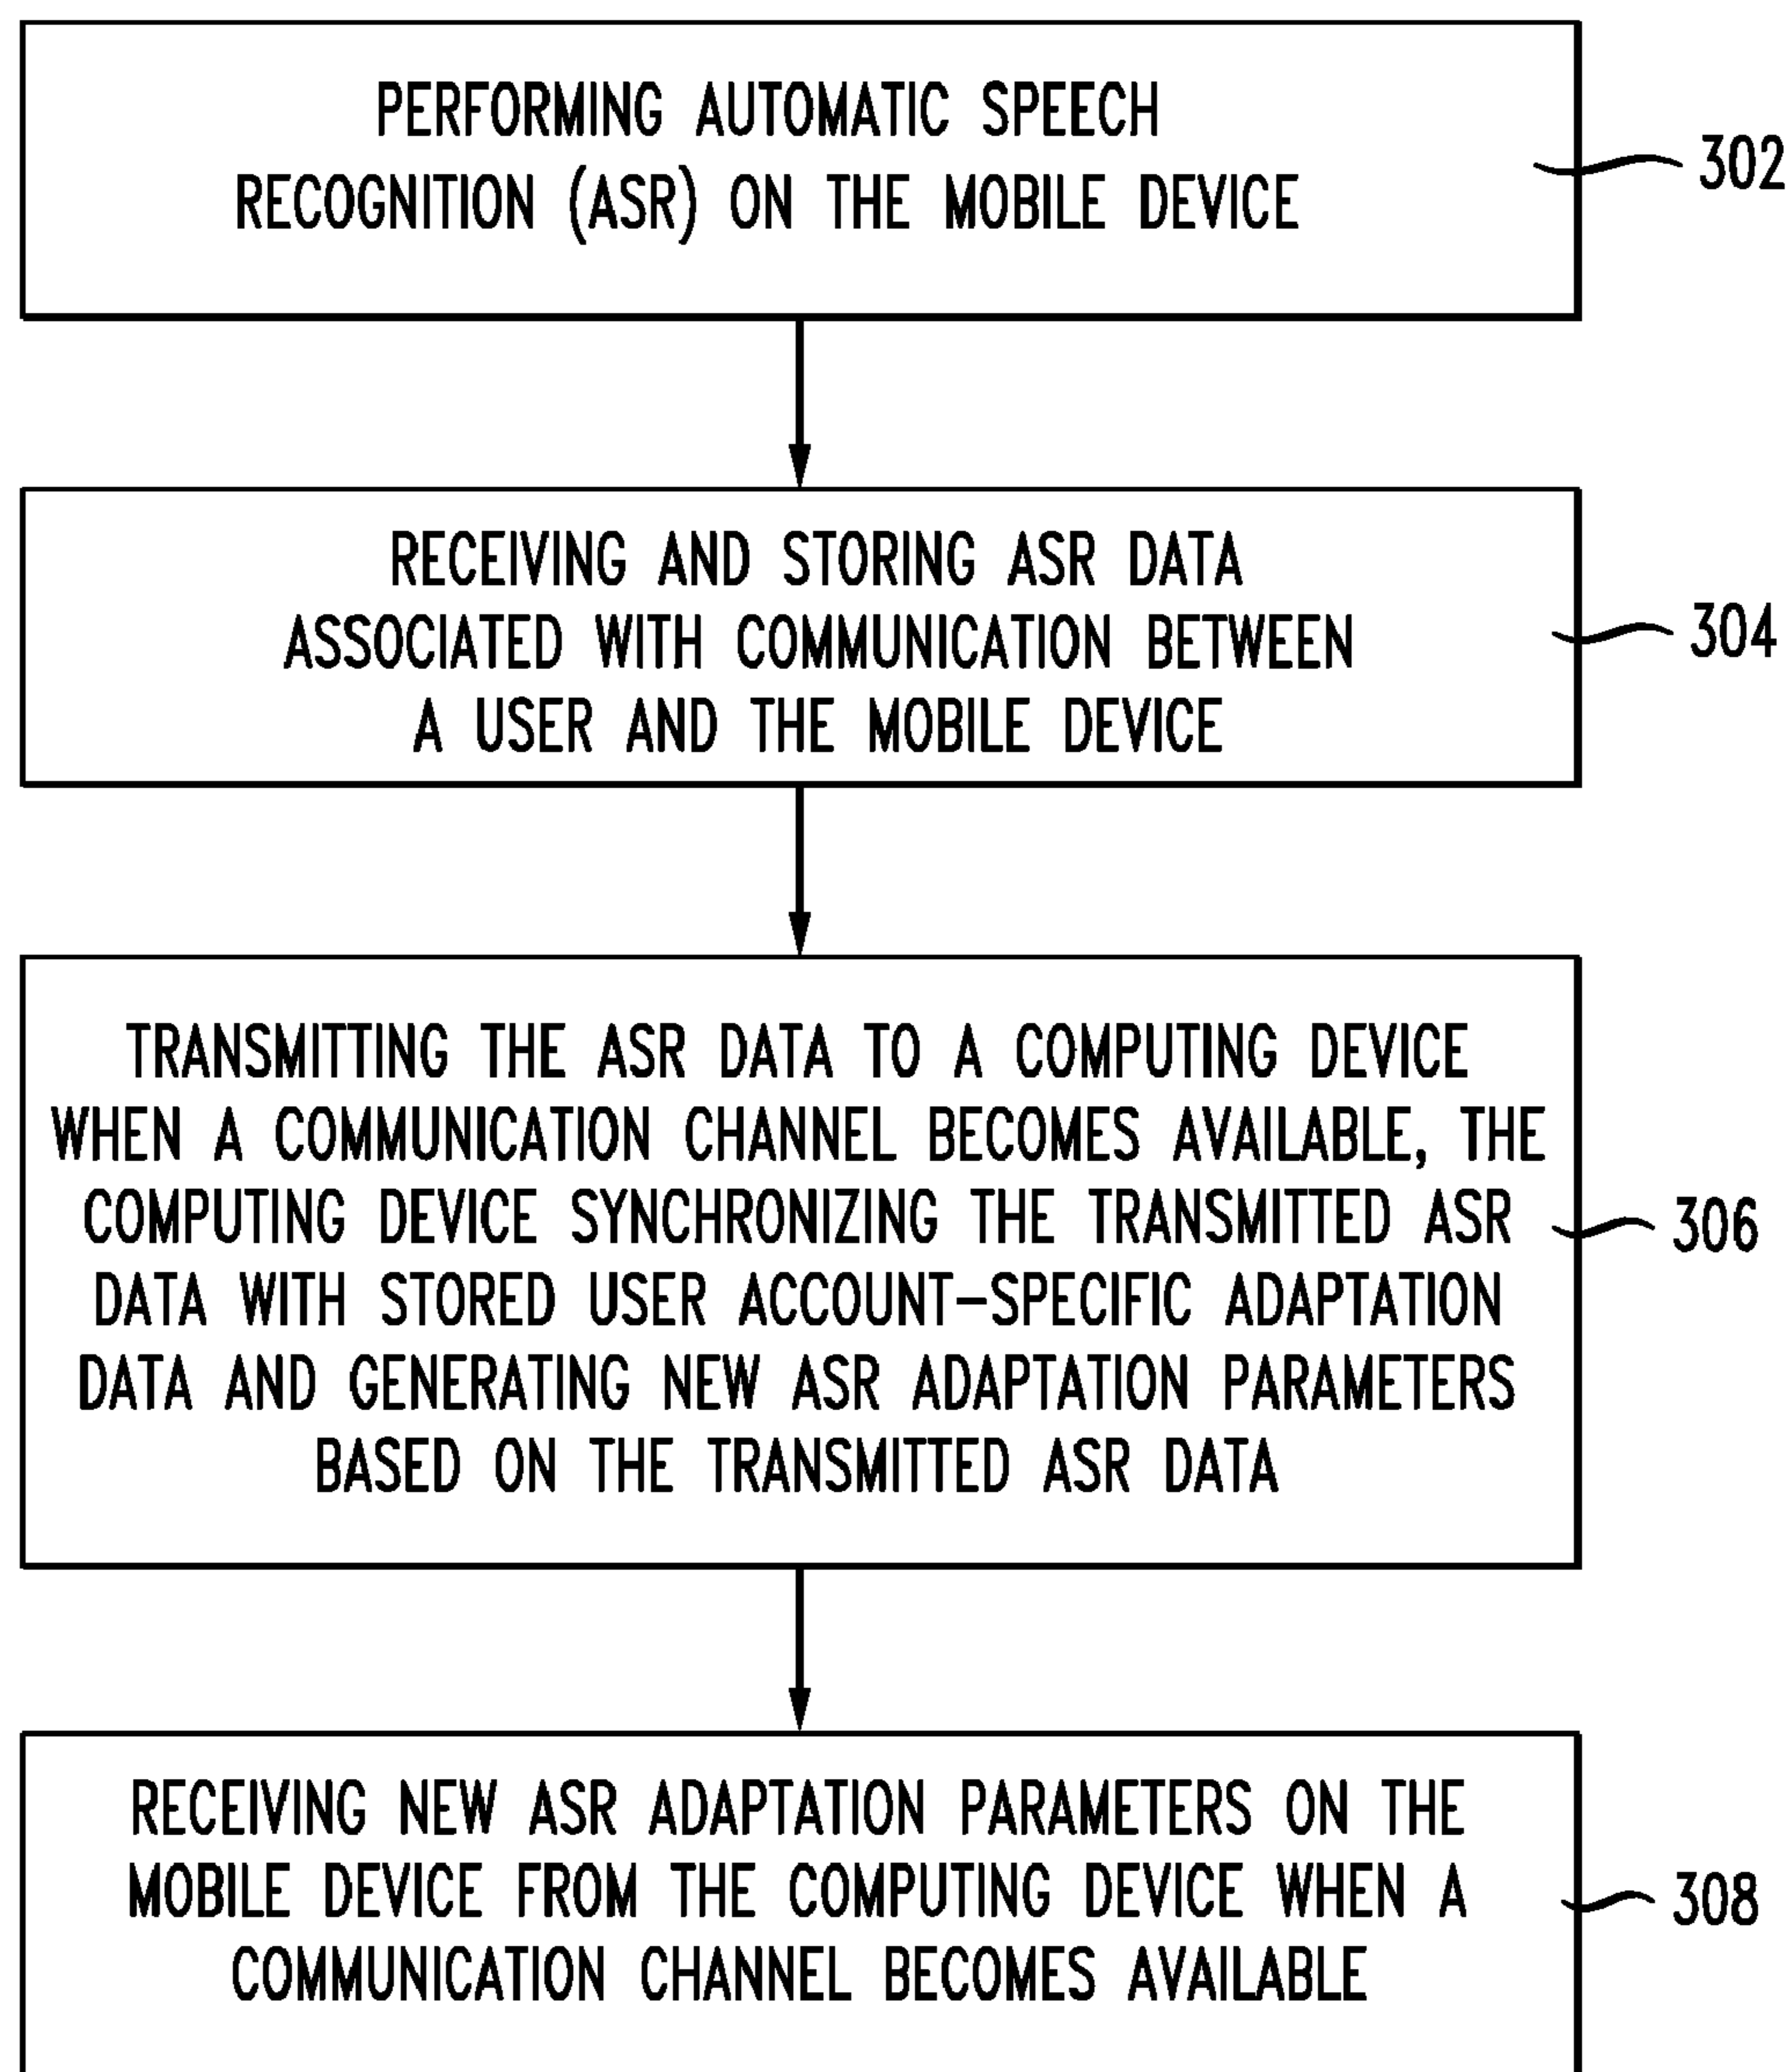 PERFORMING AUTOMATIC SPEECH
RECOGNITION (ASR) ON THE MOBILE DEVICE
302
RECEIVING AND STORING ASR DATA
ASSOCIATED WITH COMMUNICATION BETWEEN
A USER AND THE MOBILE DEVICE
304
TRANSMITTING THE ASR DATA TO A COMPUTING DEVICE
WHEN A COMMUNICATION CHANNEL BECOMES AVAILABLE, THE
COMPUTING DEVICE SYNCHRONIZING THE TRANSMITTED ASR
DATA WITH STORED USER ACCOUNT-SPECIFIC ADAPTATION
DATA AND GENERATING NEW ASR ADAPTATION PARAMETERS
BASED ON THE TRANSMITTED ASR DATA
306
RECEIVING NEW ASR ADAPTATION PARAMETERS ON THE
MOBILE DEVICE FROM THE COMPUTING DEVICE WHEN A
COMMUNICATION CHANNEL BECOMES AVAILABLE
308